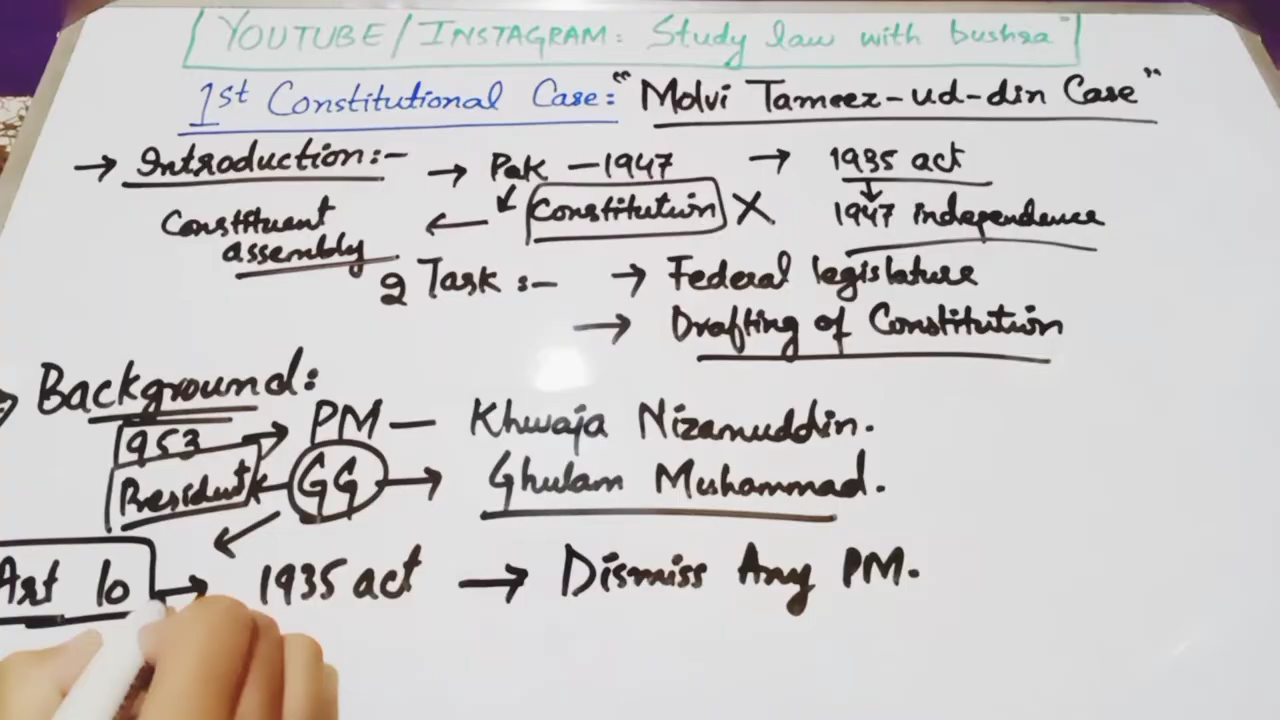 YOUTUBE/INSTAGRAM: Study law with bushra"
1st Constitutional Case:- "Molvi Tameez-ud-din Case"
→ Introduction:- → Pak - 1947 → 1935 act
Constituent assembly ← Constitution X 1947 independence
2 Task :- → Federal legislature
→ Drafting of Constitution
Background:
1953 → PM - Khwaja Nizamuddin.
President GG → Ghulam Muhammad.
Art 10 → 1935 act → Dismiss Any PM.